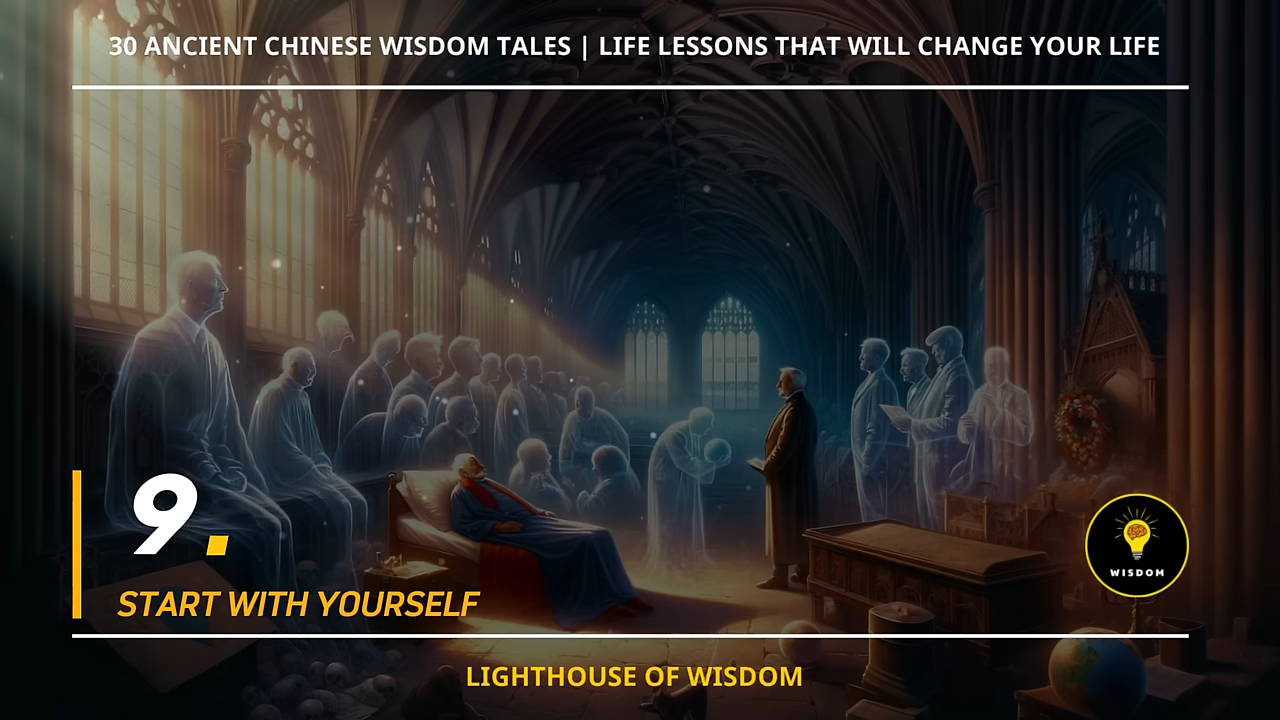 30 ANCIENT CHINESE WISDOM TALES | LIFE LESSONS THAT WILL CHANGE YOUR LIFE
9.
START WITH YOURSELF
WISDOM
LIGHTHOUSE OF WISDOM